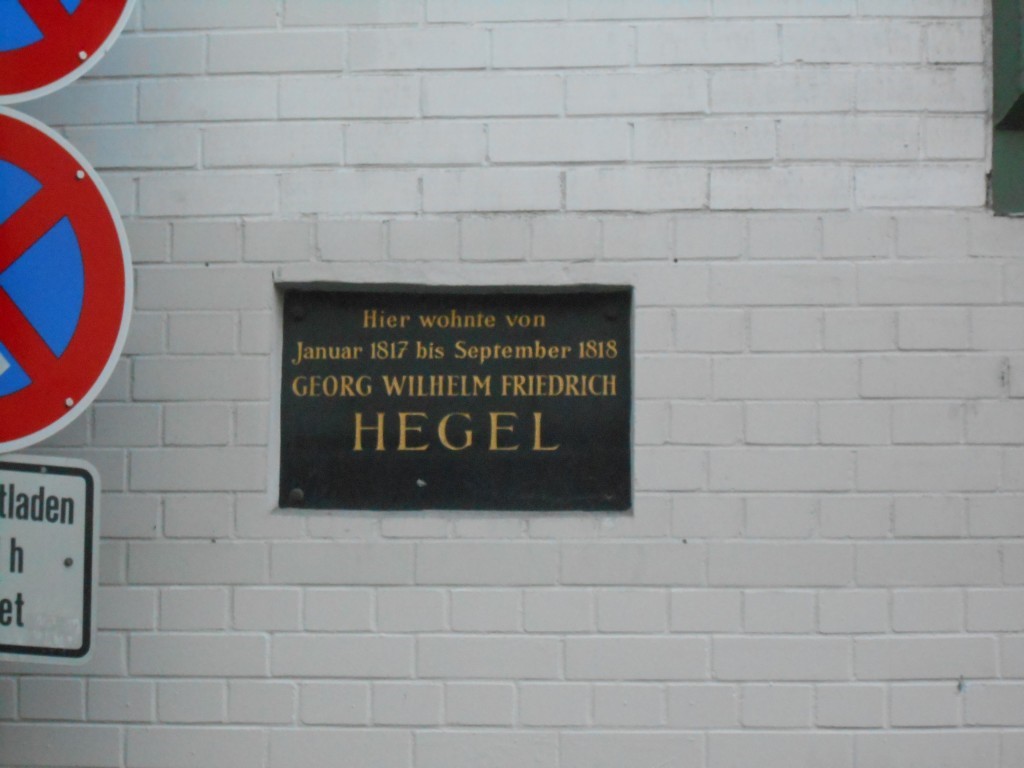 Hier wohnte von
Januar 1817 bis September 1818
GEORG WILHELM FRIEDRICH
HEGEL
tladen
h
et